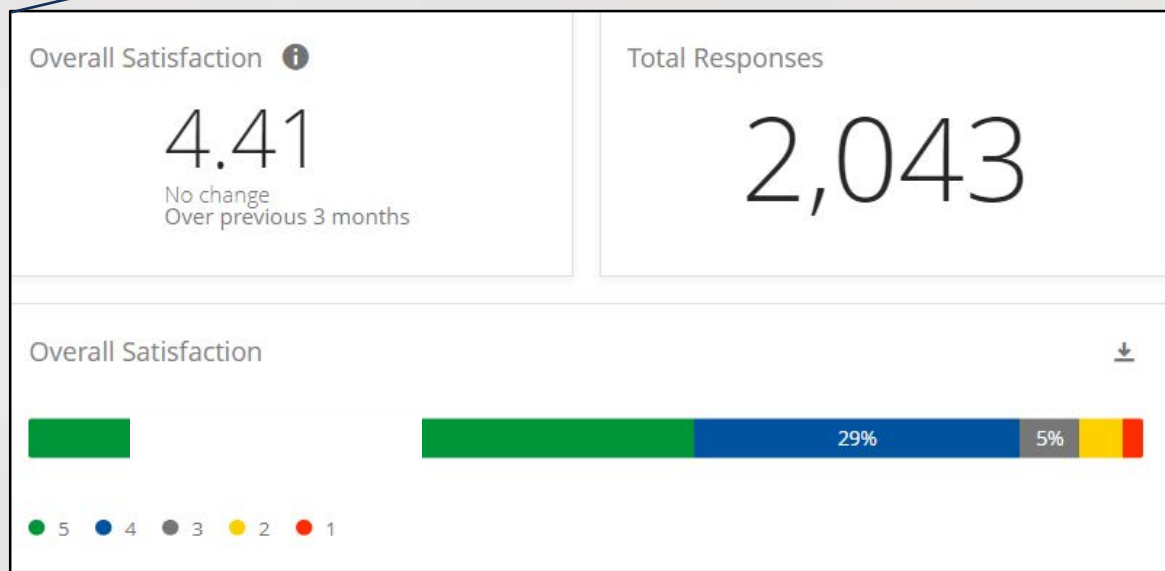 Overall Satisfaction
4.41
No change
Over previous 3 months
Total Responses
2,043
Overall Satisfaction
29% 5%
5 4 3 2 1